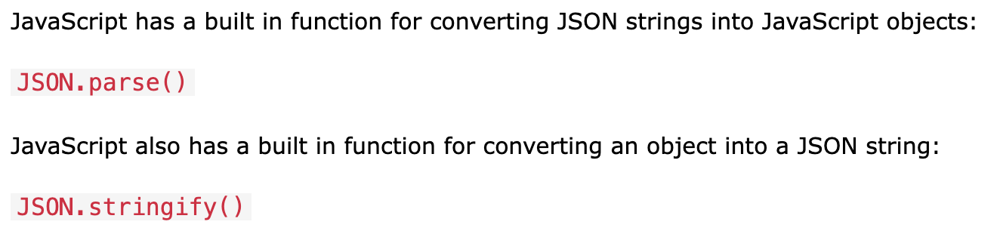 JavaScript has a built in function for converting JSON strings into JavaScript objects:
JSON.parse()
JavaScript also has a built in function for converting an object into a JSON string:
JSON.stringify()